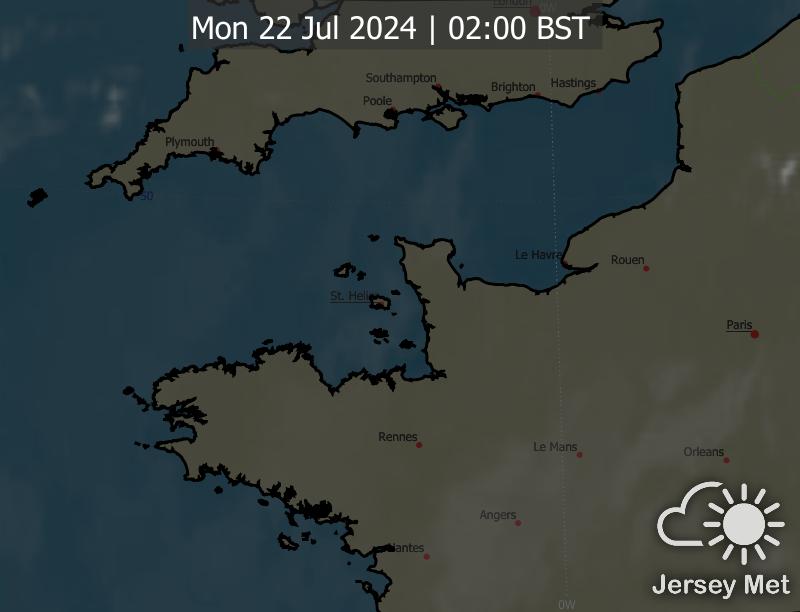 London
0W
Mon 22 Jul 2024 | 02:00 BST
Southampton
Brighton
Hastings
Poole
Plymouth
50
Le Havre
Rouen
St. Helier
Paris
Rennes
Le Mans
Orleans
Angers
Nantes
Jersey Met
0W